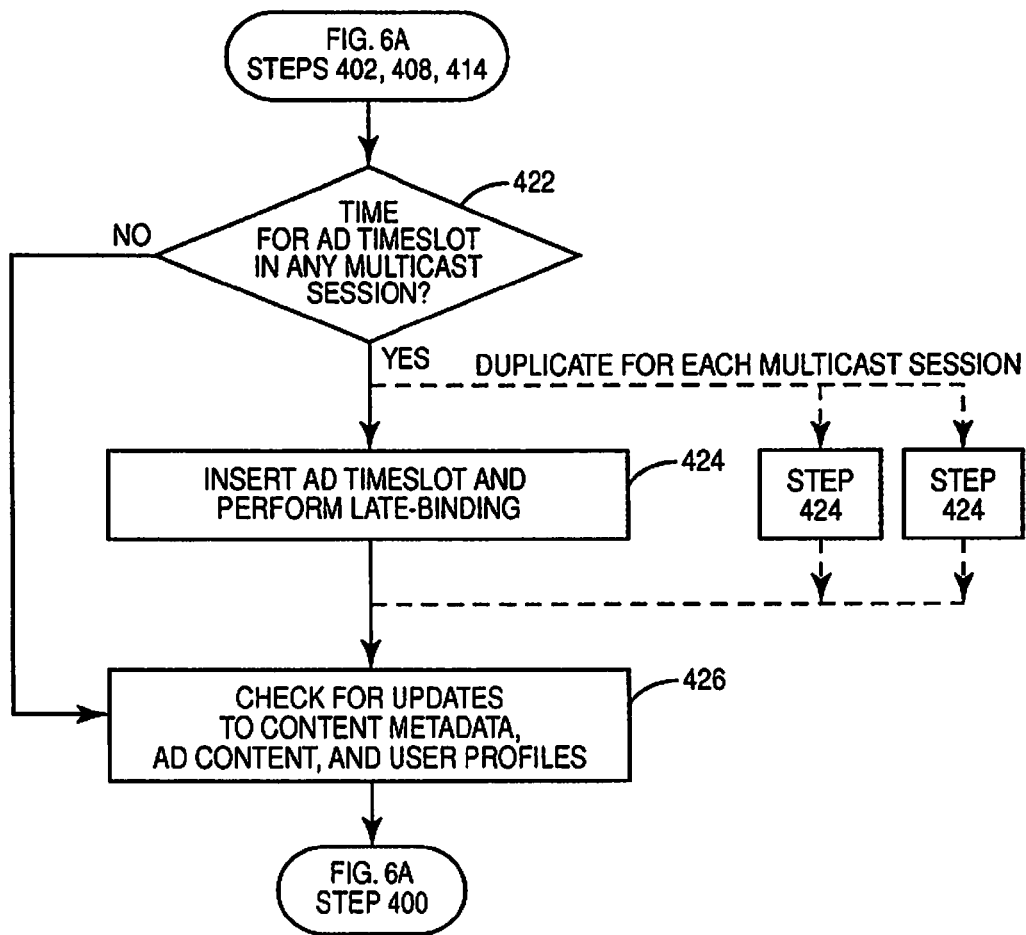 FIG. 6A
STEPS 402, 408, 414
422
TIME
FOR AD TIMESLOT
IN ANY MULTICAST
SESSION?
NO
YES
DUPLICATE FOR EACH MULTICAST SESSION
INSERT AD TIMESLOT AND
PERFORM LATE-BINDING
424
STEP
424
STEP
424
CHECK FOR UPDATES
TO CONTENT METADATA,
AD CONTENT, AND USER PROFILES
426
FIG. 6A
STEP 400